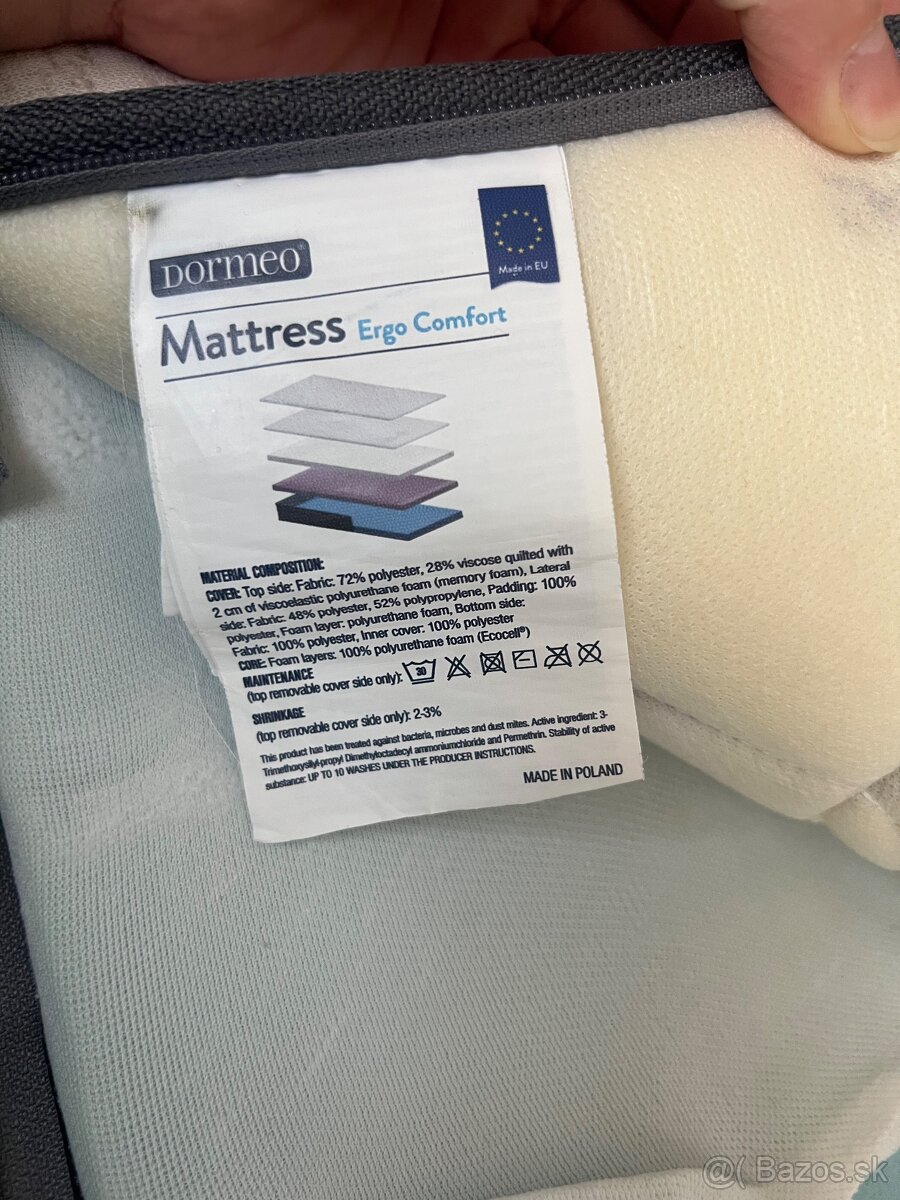 DORMEO®
Made in EU
Mattress Ergo Comfort
MATERIAL COMPOSITION:
COVER: Top side: Fabric: 72% polyester, 28% viscose quilted with
2 cm of viscoelastic polyurethane foam (memory foam), Lateral
side: Fabric: 48% polyester, 52% polypropylene, Padding: 100%
polyester, Foam layer: polyurethane foam, Bottom side:
Fabric: 100% polyester, Inner cover: 100% polyester
CORE: Foam layers: 100% polyurethane foam (Ecocell®)
MAINTENANCE
(top removable cover side only): 30
SHRINKAGE
(top removable cover side only): 2-3%
This product has been treated against bacteria, microbes and dust mites. Active ingredient: 3-
Trimethoxysilyl-propyl Dimethyloctadecyl ammoniumchloride and Permethrin. Stability of active
substance: UP TO 10 WASHES UNDER THE PRODUCER INSTRUCTIONS.
MADE IN POLAND
@( Bazos.sk